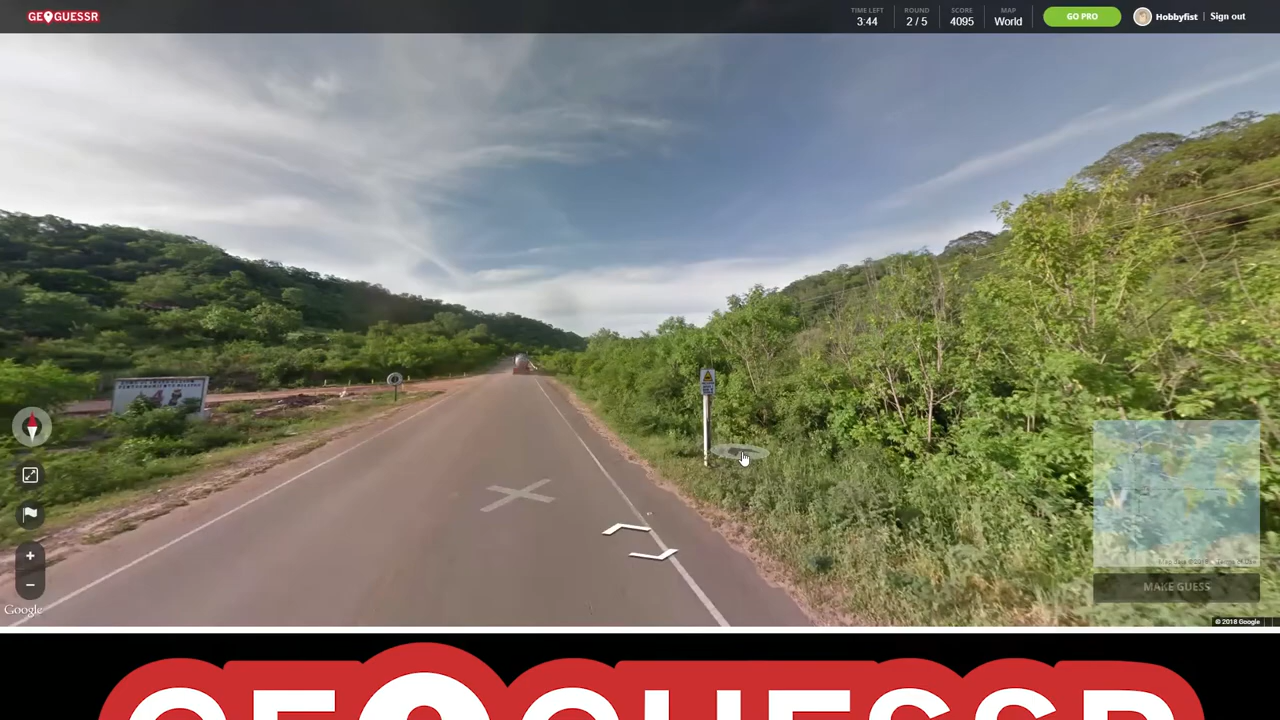 GEOGUESSR
TIME LEFT
3:44
ROUND
2 / 5
SCORE
4095
MAP
World
GO PRO
Hobbyfist
Sign out
MAKE GUESS
Google
© 2018 Google
GEOGUESSR